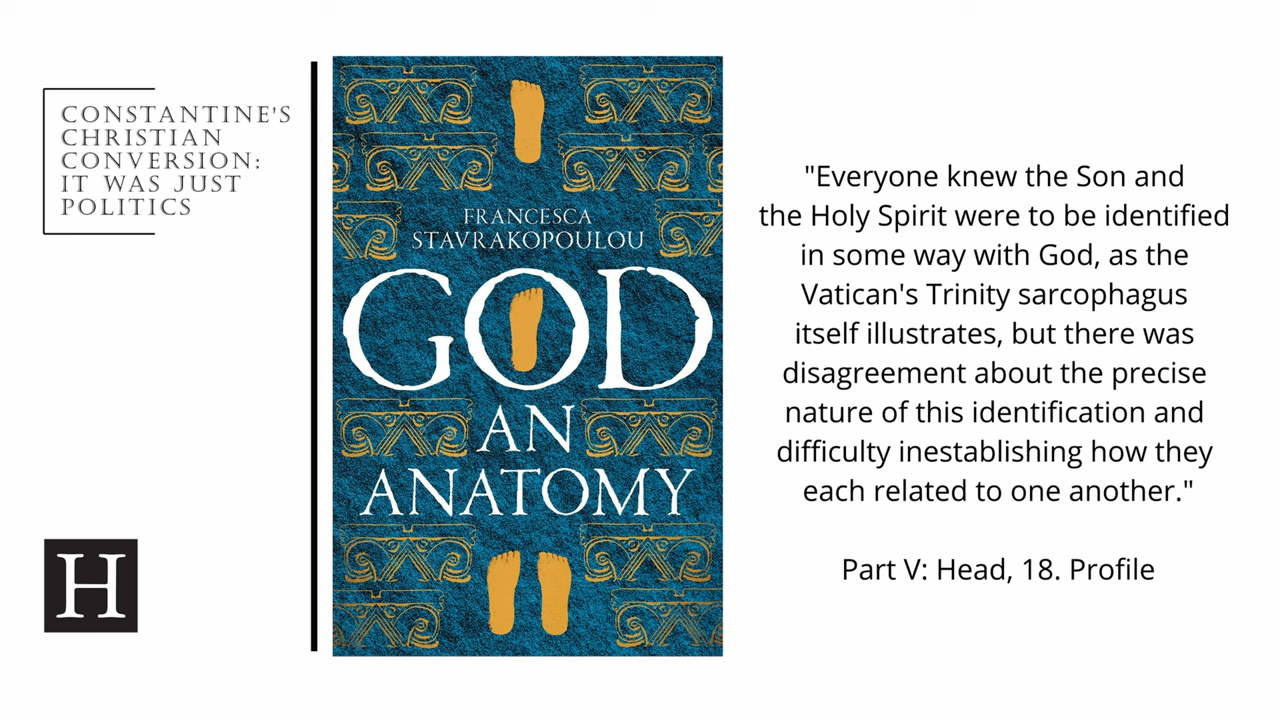 CONSTANTINE'S
CHRISTIAN
CONVERSION:
IT WAS JUST
POLITICS
H
FRANCESCA
STAVRAKOPOULOU
GOD
AN
ANATOMY
"Everyone knew the Son and
the Holy Spirit were to be identified
in some way with God, as the
Vatican's Trinity sarcophagus
itself illustrates, but there was
disagreement about the precise
nature of this identification and
difficulty inestablishing how they
each related to one another."
Part V: Head, 18. Profile